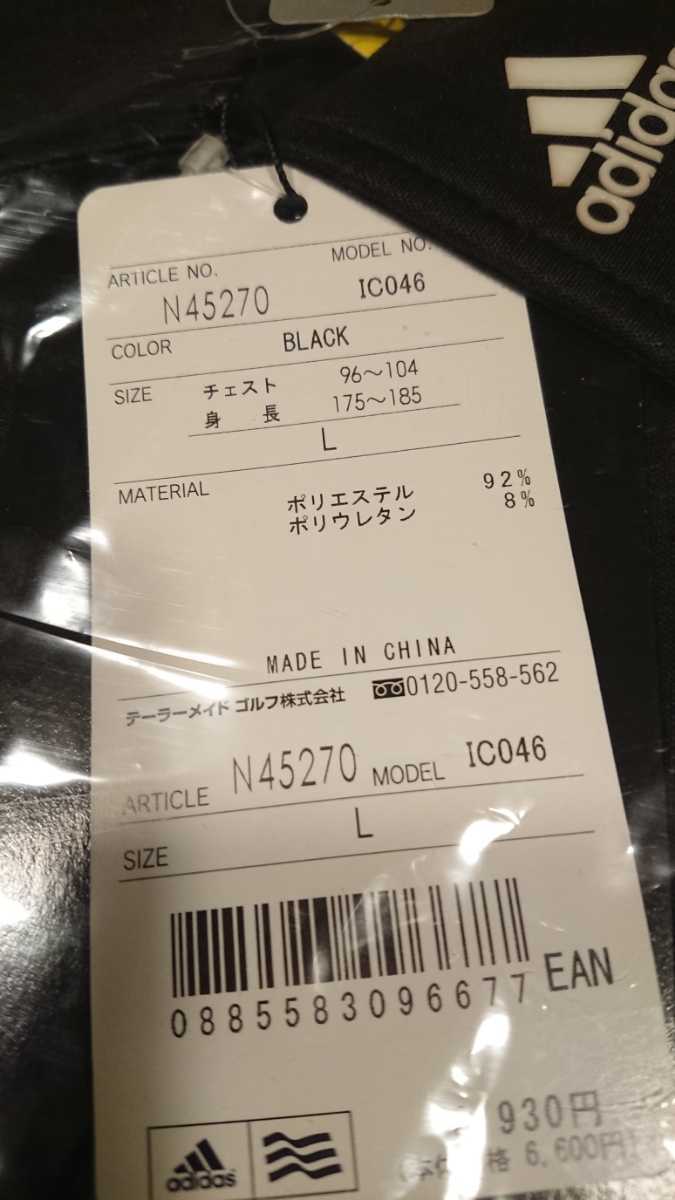 adidas
ARTICLE NO. MODEL NO.
N45270 IC046
COLOR BLACK
SIZE チェスト 96〜104
身 長 175〜185
L
MATERIAL ポリエステル 92%
ポリウレタン 8%
MADE IN CHINA
テーラーメイド ゴルフ株式会社 0120-558-562
ARTICLE N45270 MODEL IC046
SIZE L
0885583096677 EAN
930円
格 6,600円)
adidas